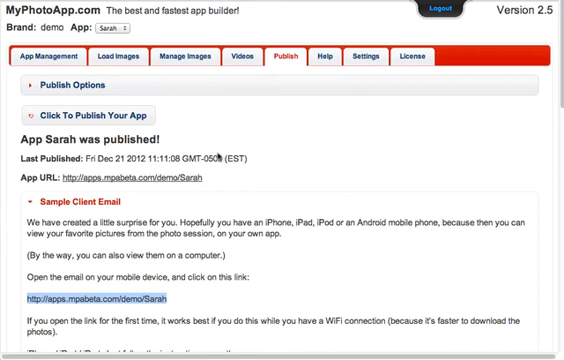 MyPhotoApp.com The best and fastest app builder!
Logout
Version 2.5
Brand: demo App: Sarah
App Management Load Images Manage Images Videos Publish Help Settings License
Publish Options
Click To Publish Your App
App Sarah was published!
Last Published: Fri Dec 21 2012 11:11:08 GMT-0500 (EST)
App URL: http://apps.mpabeta.com/demo/Sarah
Sample Client Email
We have created a little surprise for you. Hopefully you have an iPhone, iPad, iPod or an Android mobile phone, because then you can
view your favorite pictures from the photo session, on your own app.
(By the way, you can also view them on a computer.)
Open the email on your mobile device, and click on this link:
http://apps.mpabeta.com/demo/Sarah
If you open the link for the first time, it works best if you do this while you have a WiFi connection (because it's faster to download the
photos).